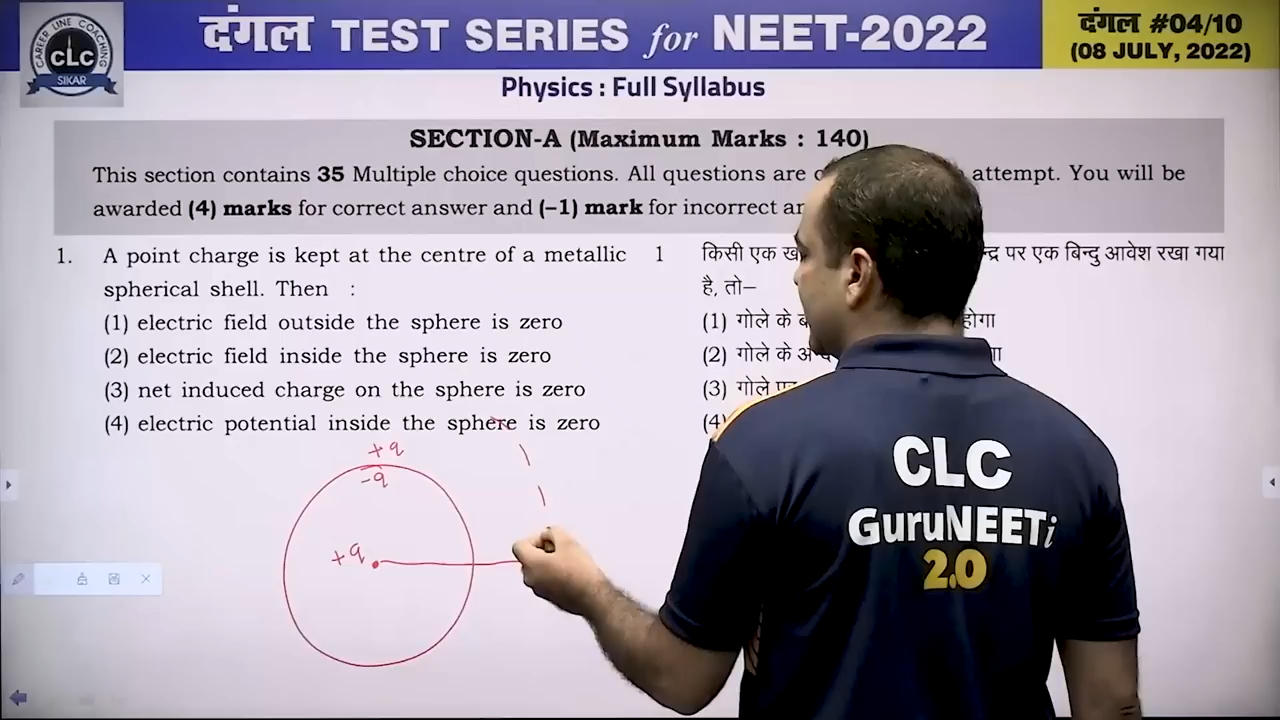 CAREER LINE COACHING
CLC
SIKAR
दंगल TEST SERIES for NEET-2022
दंगल #04/10
(08 JULY, 2022)
Physics : Full Syllabus
SECTION-A (Maximum Marks : 140)
This section contains 35 Multiple choice questions. All questions are attempt. You will be
awarded (4) marks for correct answer and (–1) mark for incorrect
1. A point charge is kept at the centre of a metallic
spherical shell. Then :
(1) electric field outside the sphere is zero
(2) electric field inside the sphere is zero
(3) net induced charge on the sphere is zero
(4) electric potential inside the sphere is zero
1 किसी एक पर एक बिन्दु आवेश रखा गया
है, तो–
(1) गोले के होगा
(2) गोले के
(3) गोले
(4)
+q
-q
+q
CLC
GuruNEETi
2.0